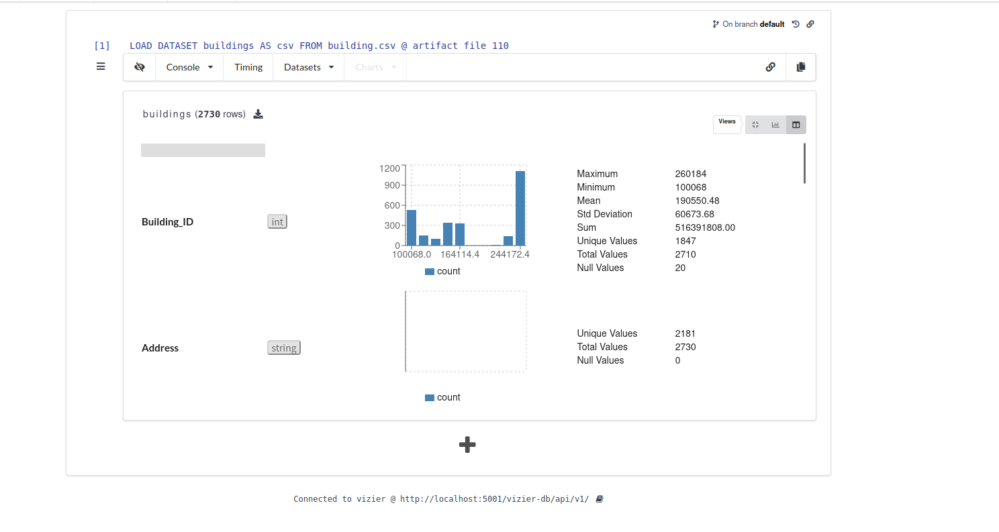 On branch default
[1] LOAD DATASET buildings AS csv FROM building.csv @ artifact file 110
Console Timing Datasets Charts
buildings (2730 rows)
Views
Building_ID int
1200
900
600
300
0
100068.0 164114.4 244172.4
count
Maximum 260184
Minimum 100068
Mean 190550.48
Std Deviation 60673.68
Sum 516391808.00
Unique Values 1847
Total Values 2710
Null Values 20
Address string
count
Unique Values 2181
Total Values 2730
Null Values 0
Connected to vizier @ http://localhost:5001/vizier-db/api/v1/